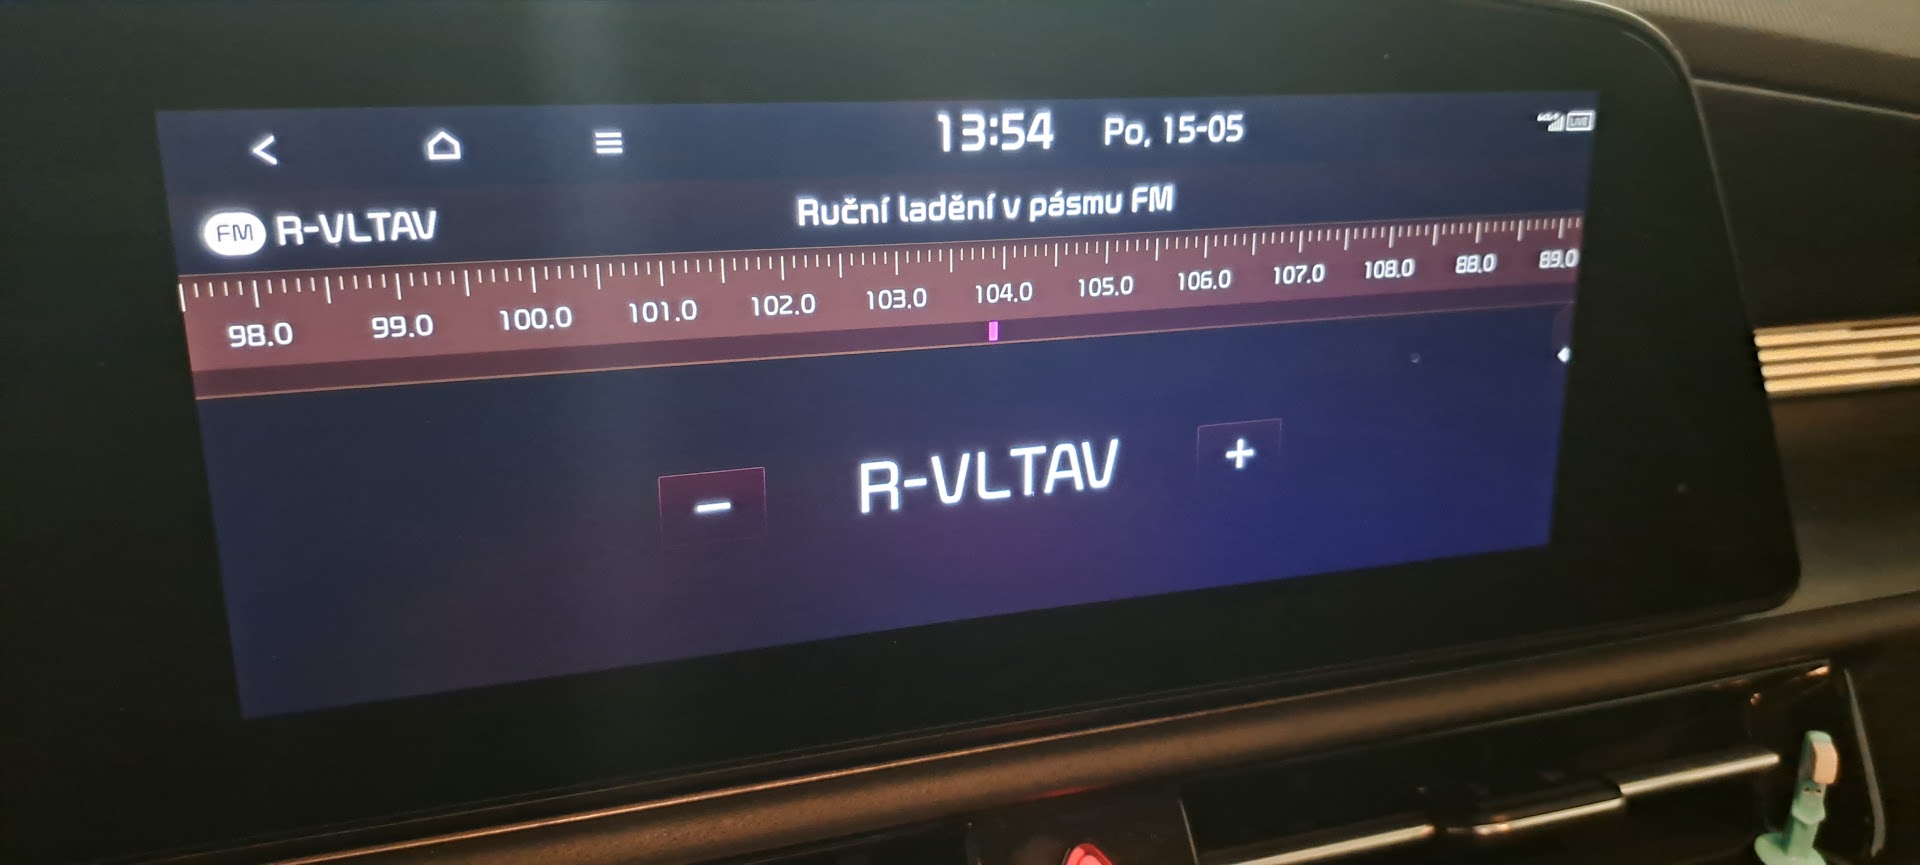 13:54 Po, 15-05
LIVE
FM R-VLTAV
Ruční ladění v pásmu FM
98.0 99.0 100.0 101.0 102.0 103.0 104.0 105.0 106.0 107.0 108.0 88.0 89.0
− R-VLTAV +